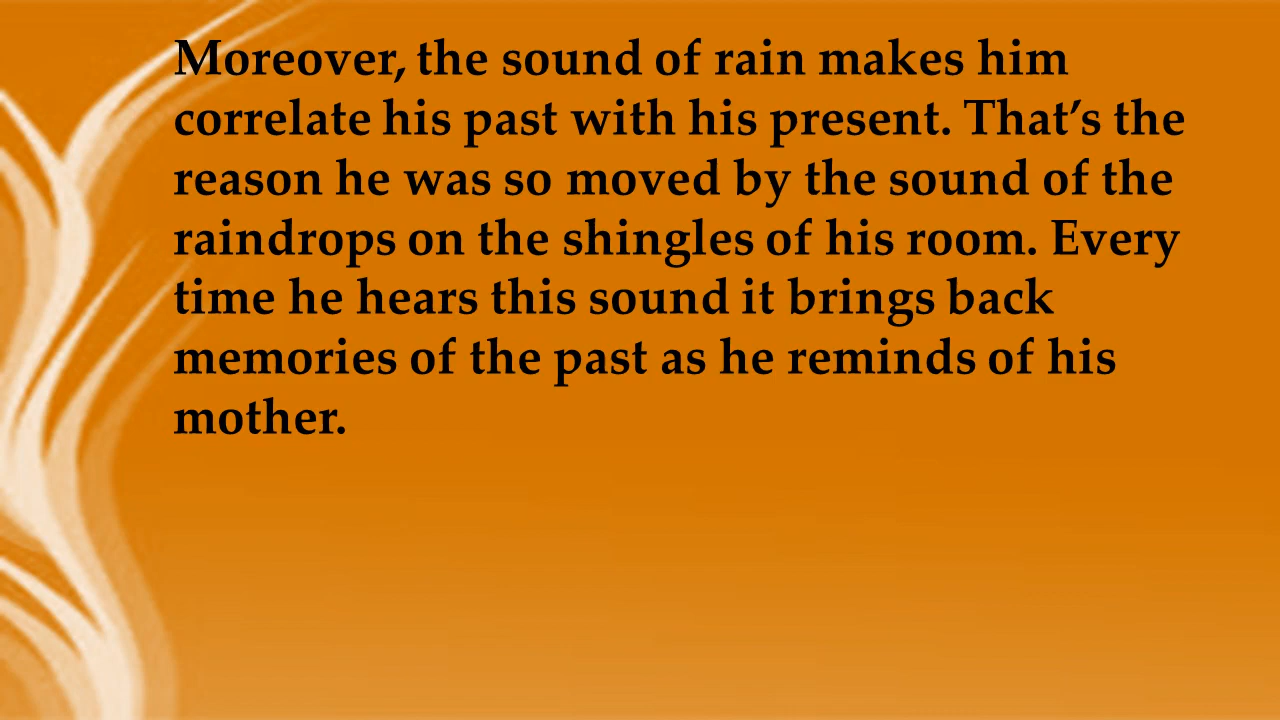 Moreover, the sound of rain makes him
correlate his past with his present. That’s the
reason he was so moved by the sound of the
raindrops on the shingles of his room. Every
time he hears this sound it brings back
memories of the past as he reminds of his
mother.